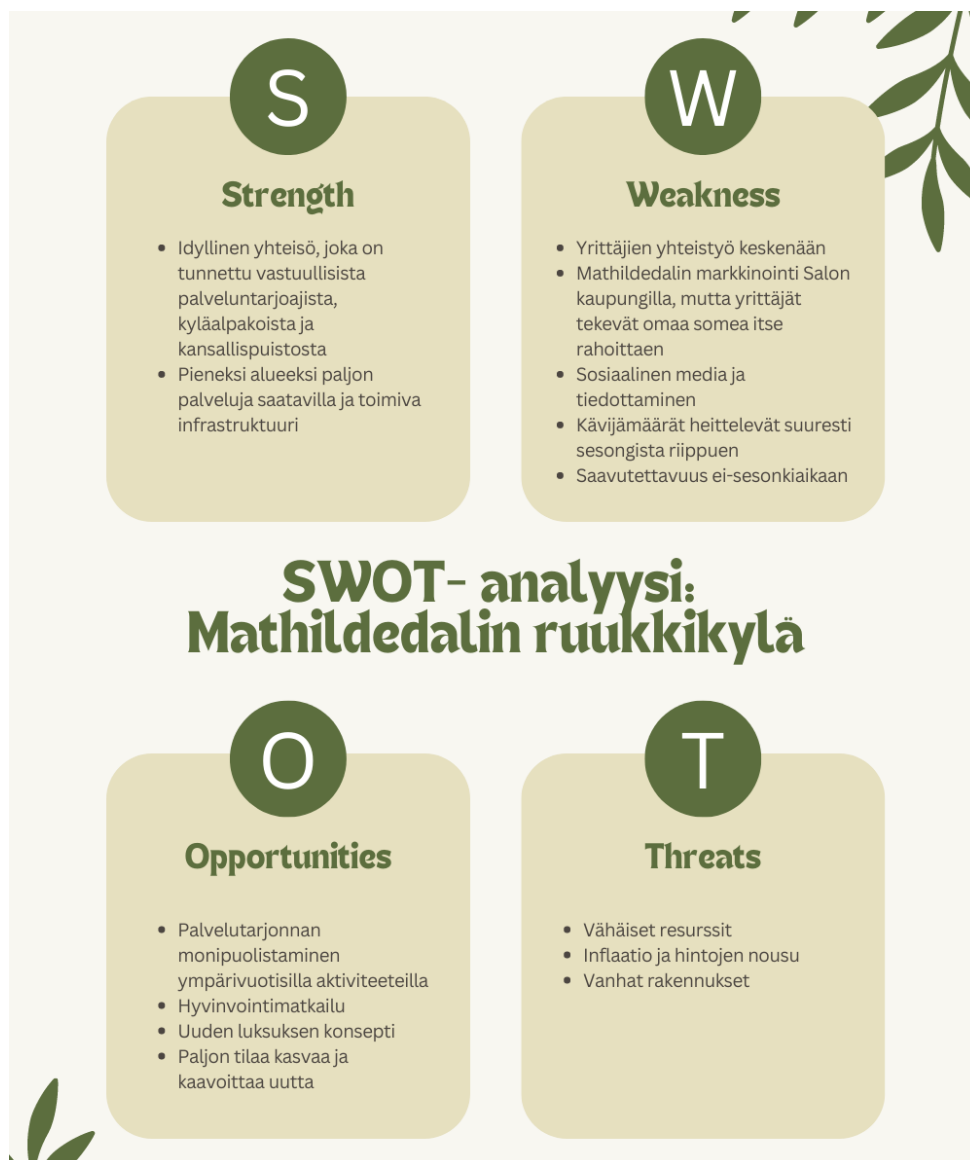 S
Strength
• Idyllinen yhteisö, joka on
tunnettu vastuullisista
palveluntarjoajista,
kyläalpakoista ja
kansallispuistosta
• Pieneksi alueeksi paljon
palveluja saatavilla ja toimiva
infrastruktuuri
W
Weakness
• Yrittäjien yhteistyö keskenään
• Mathildedalin markkinointi Salon
kaupungilla, mutta yrittäjät
tekevät omaa somea itse
rahoittaen
• Sosiaalinen media ja
tiedottaminen
• Kävijämäärät heittelevät suuresti
sesongista riippuen
• Saavutettavuus ei-sesonkiaikaan
SWOT- analyysi:
Mathildedalin ruukkikylä
O
Opportunities
• Palvelutarjonnan
monipuolistaminen
ympärivuotisilla aktiviteeteilla
• Hyvinvointimatkailu
• Uuden luksuksen konsepti
• Paljon tilaa kasvaa ja
kaavoittaa uutta
T
Threats
• Vähäiset resurssit
• Inflaatio ja hintojen nousu
• Vanhat rakennukset